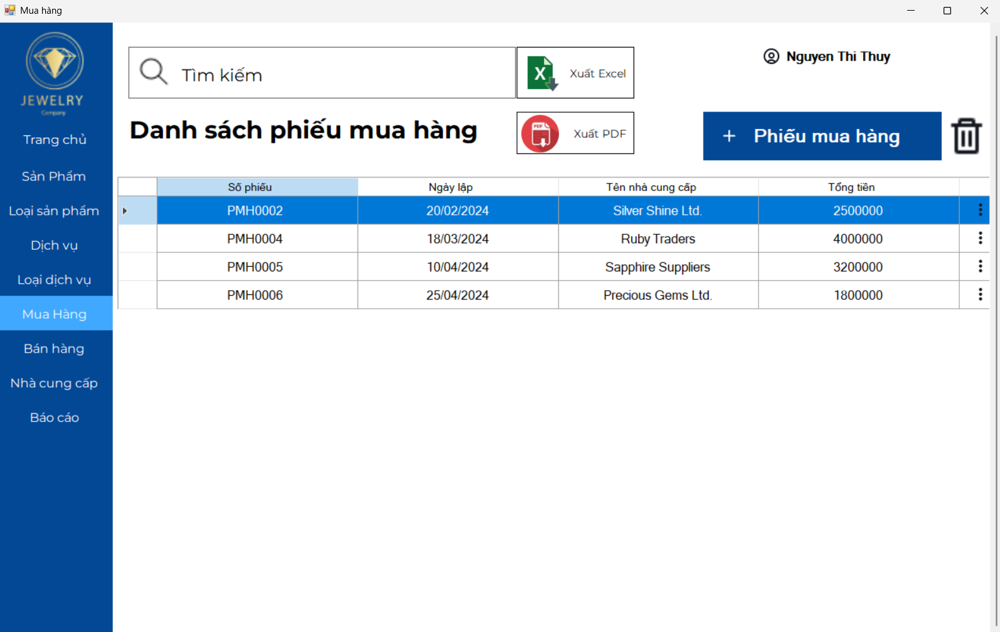 Mua hàng
JEWELRY
Company
Trang chủ
Sản Phẩm
Loại sản phẩm
Dịch vụ
Loại dịch vụ
Mua Hàng
Bán hàng
Nhà cung cấp
Báo cáo
Tìm kiếm
X
Xuất Excel
Nguyen Thi Thuy
Danh sách phiếu mua hàng
PDF
Xuất PDF
+ Phiếu mua hàng
Số phiếu Ngày lập Tên nhà cung cấp Tổng tiền
PMH0002 20/02/2024 Silver Shine Ltd. 2500000
PMH0004 18/03/2024 Ruby Traders 4000000
PMH0005 10/04/2024 Sapphire Suppliers 3200000
PMH0006 25/04/2024 Precious Gems Ltd. 1800000